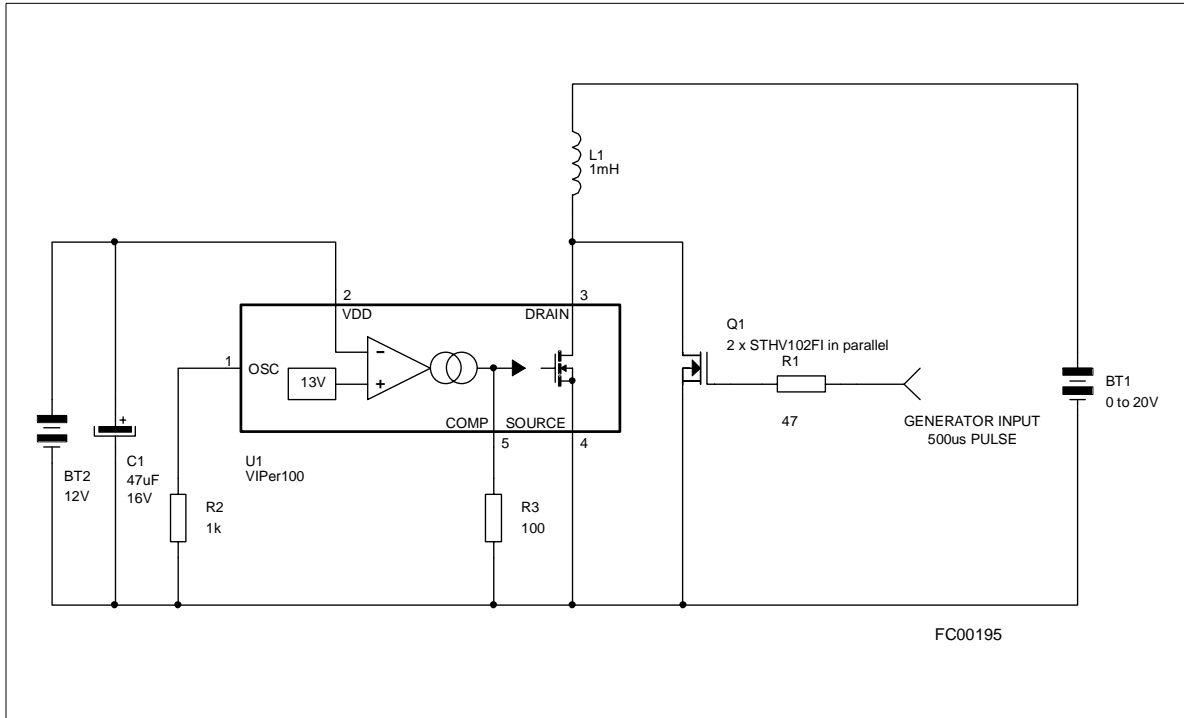 L1
1mH
2
VDD
3
DRAIN
1
OSC
13V
-
+
COMP
SOURCE
5
4
U1
VIPer100
Q1
2 x STHV102FI in parallel
R1
47
GENERATOR INPUT
500us PULSE
BT1
0 to 20V
BT2
12V
+
C1
47uF
16V
R2
1k
R3
100
FC00195